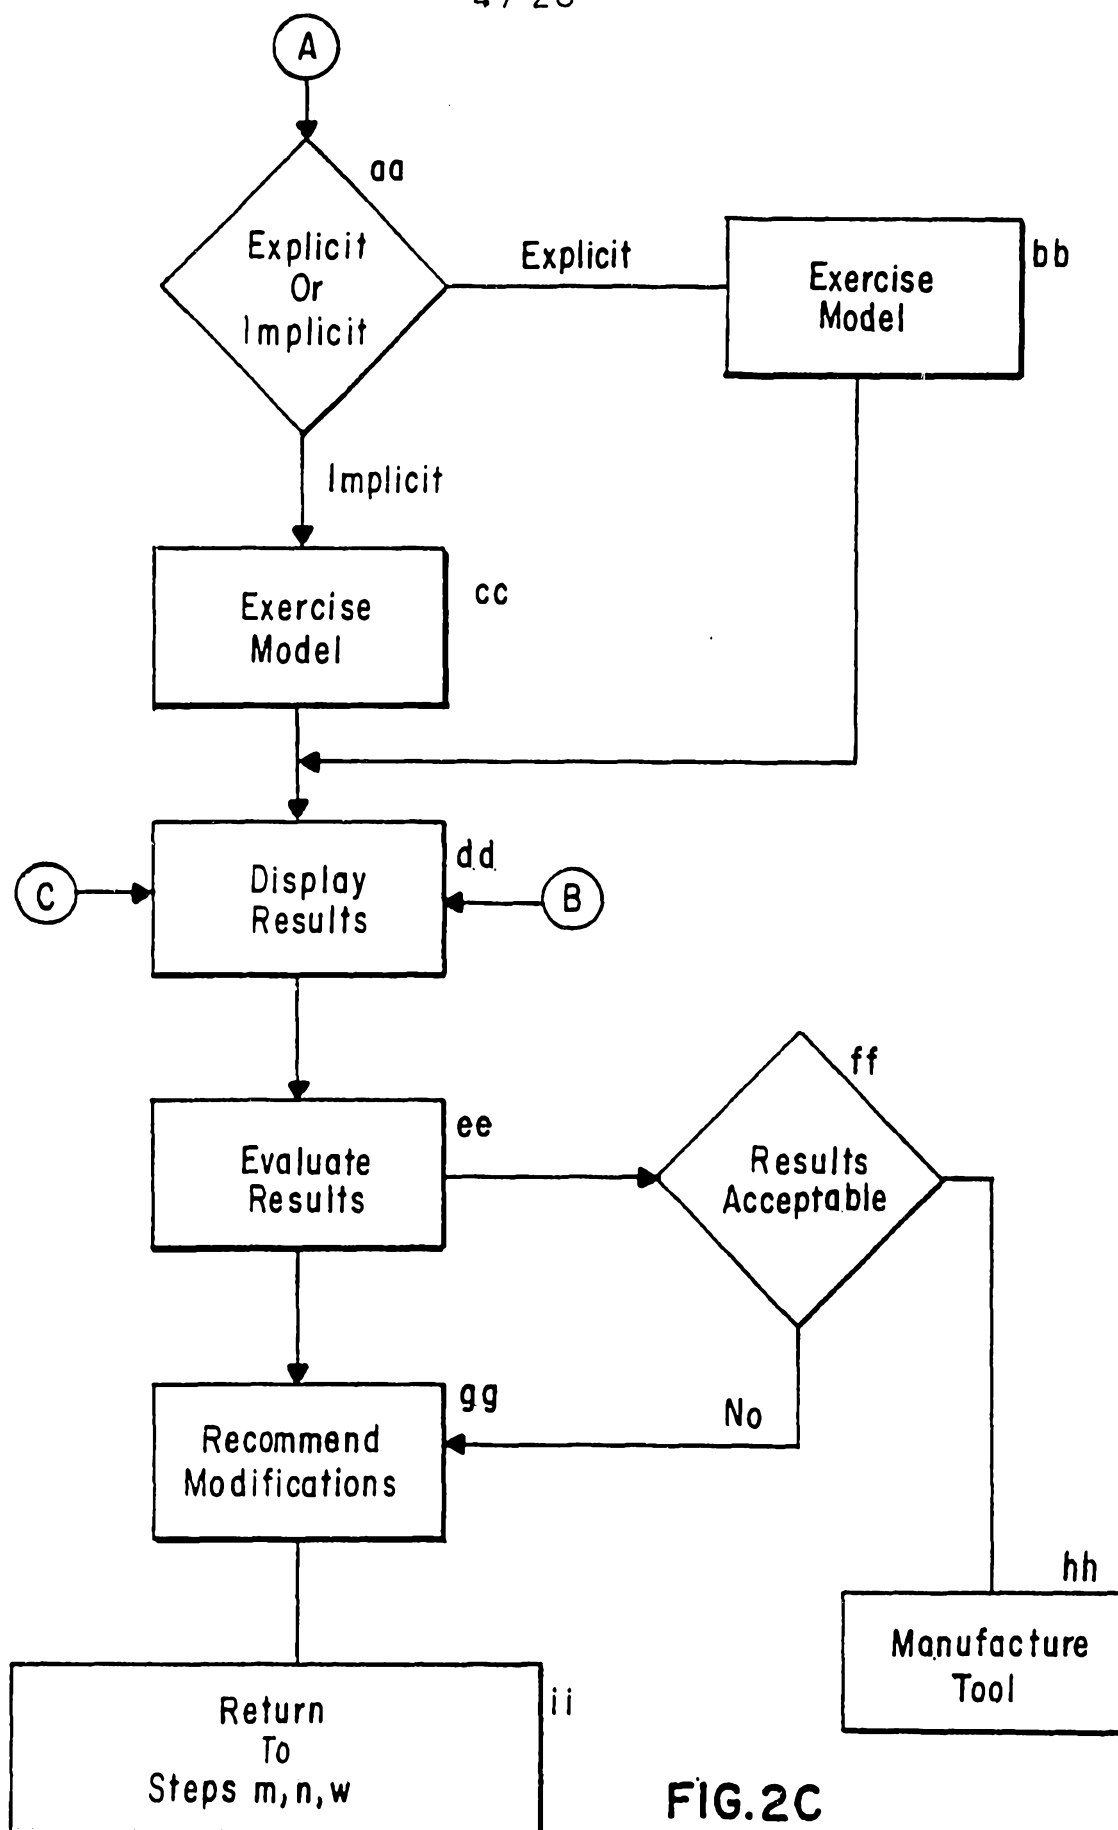 A
aa
Explicit
Or
Implicit
Explicit
bb
Exercise
Model
Implicit
cc
Exercise
Model
dd
C
Display
Results
B
ff
ee
Evaluate
Results
Results
Acceptable
gg
No
Recommend
Modifications
hh
Manufacture
Tool
ii
Return
To
Steps m,n,w
FIG.2C